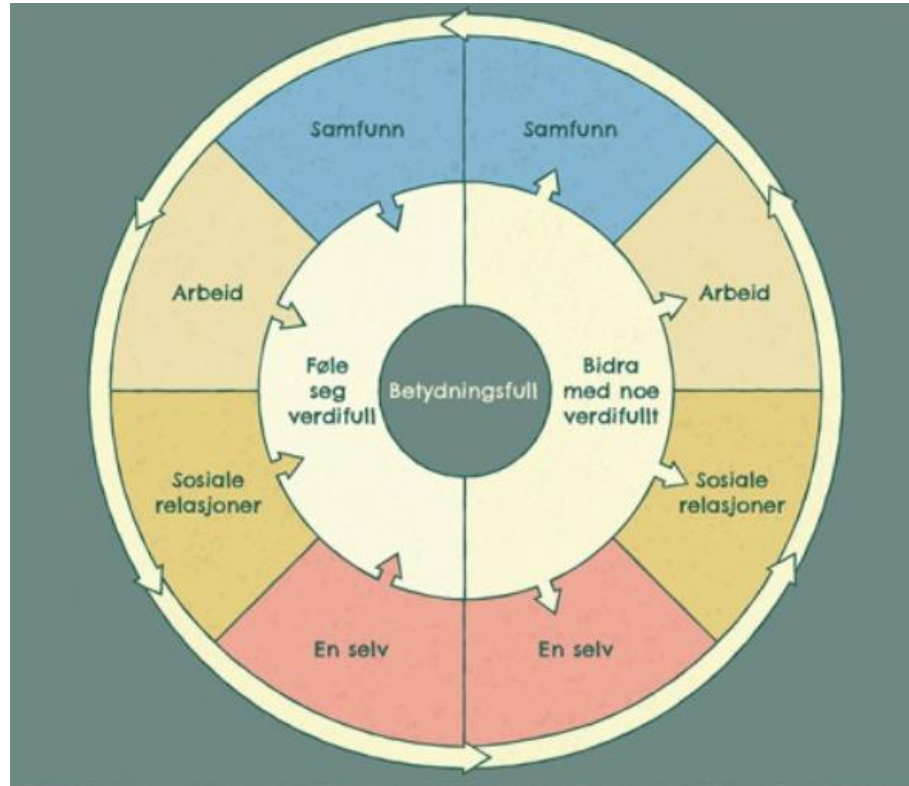 Samfunn
Samfunn
Arbeid
Arbeid
Føle
seg
verdifull
Betydningsfull
Bidra
med noe
verdifullt
Sosiale
relasjoner
Sosiale
relasjoner
En selv
En selv